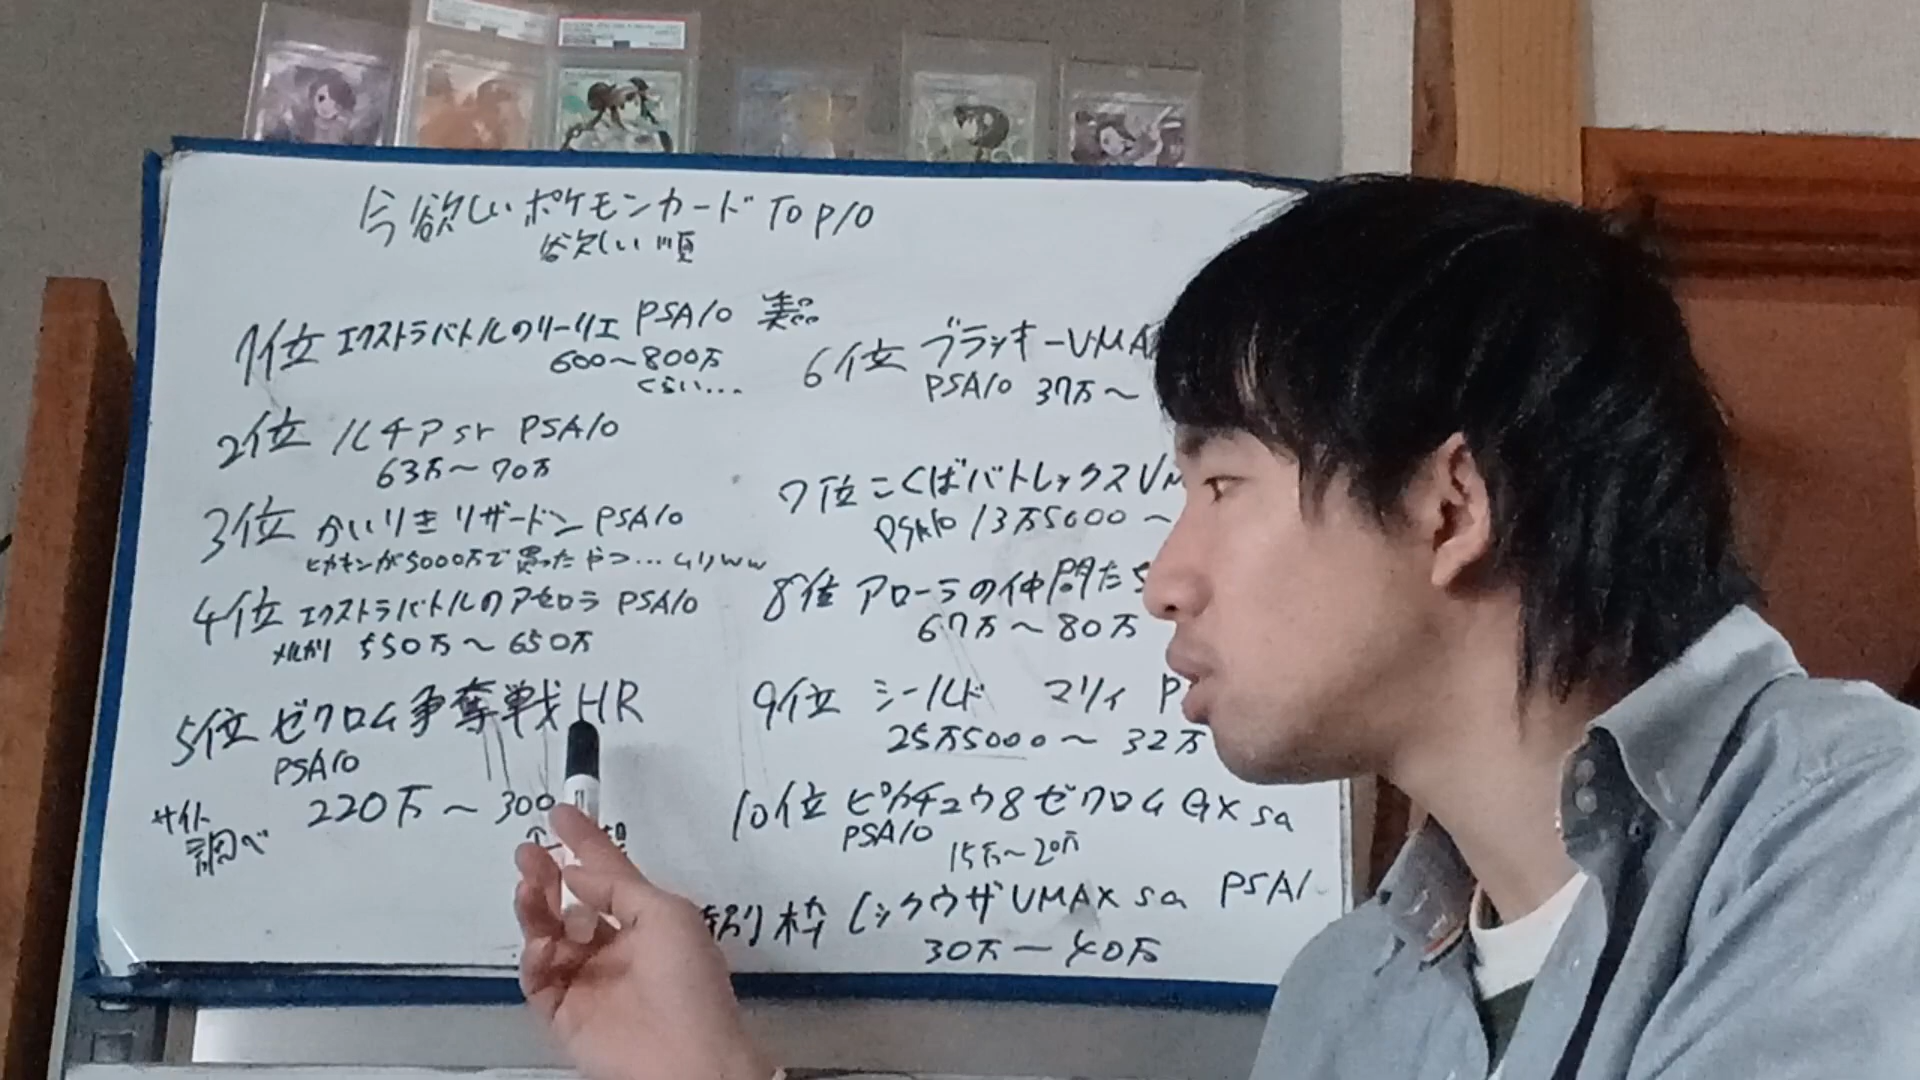 今欲しいポケモンカードTop10
欲しい順
1位 エクストラバトルのリーリエ PSA10 美品
600〜800万
くらい...
2位 ルチアsr PSA10
63万〜70万
3位 かいりきリザードン PSA10
ヒカキンが5000万で買ったやつ...ムリww
4位 エクストラバトルのアセロラ PSA10
メルカリ 550万〜650万
5位 ゼクロム争奪戦HR
PSA10
サイト
調べ
220万〜300
6位 ブラッキーVMA
PSA10 37万〜
7位 こくばバドレックスVM
PSA10 13万5000〜
8位 アローラの仲間たち
67万〜80万
9位 シールド マリィ P
25万5000〜32万
10位 ピカチュウ&ゼクロムGX sa
PSA10
15万〜20万
別枠 レックウザVMAX sa PSA1
30万〜40万